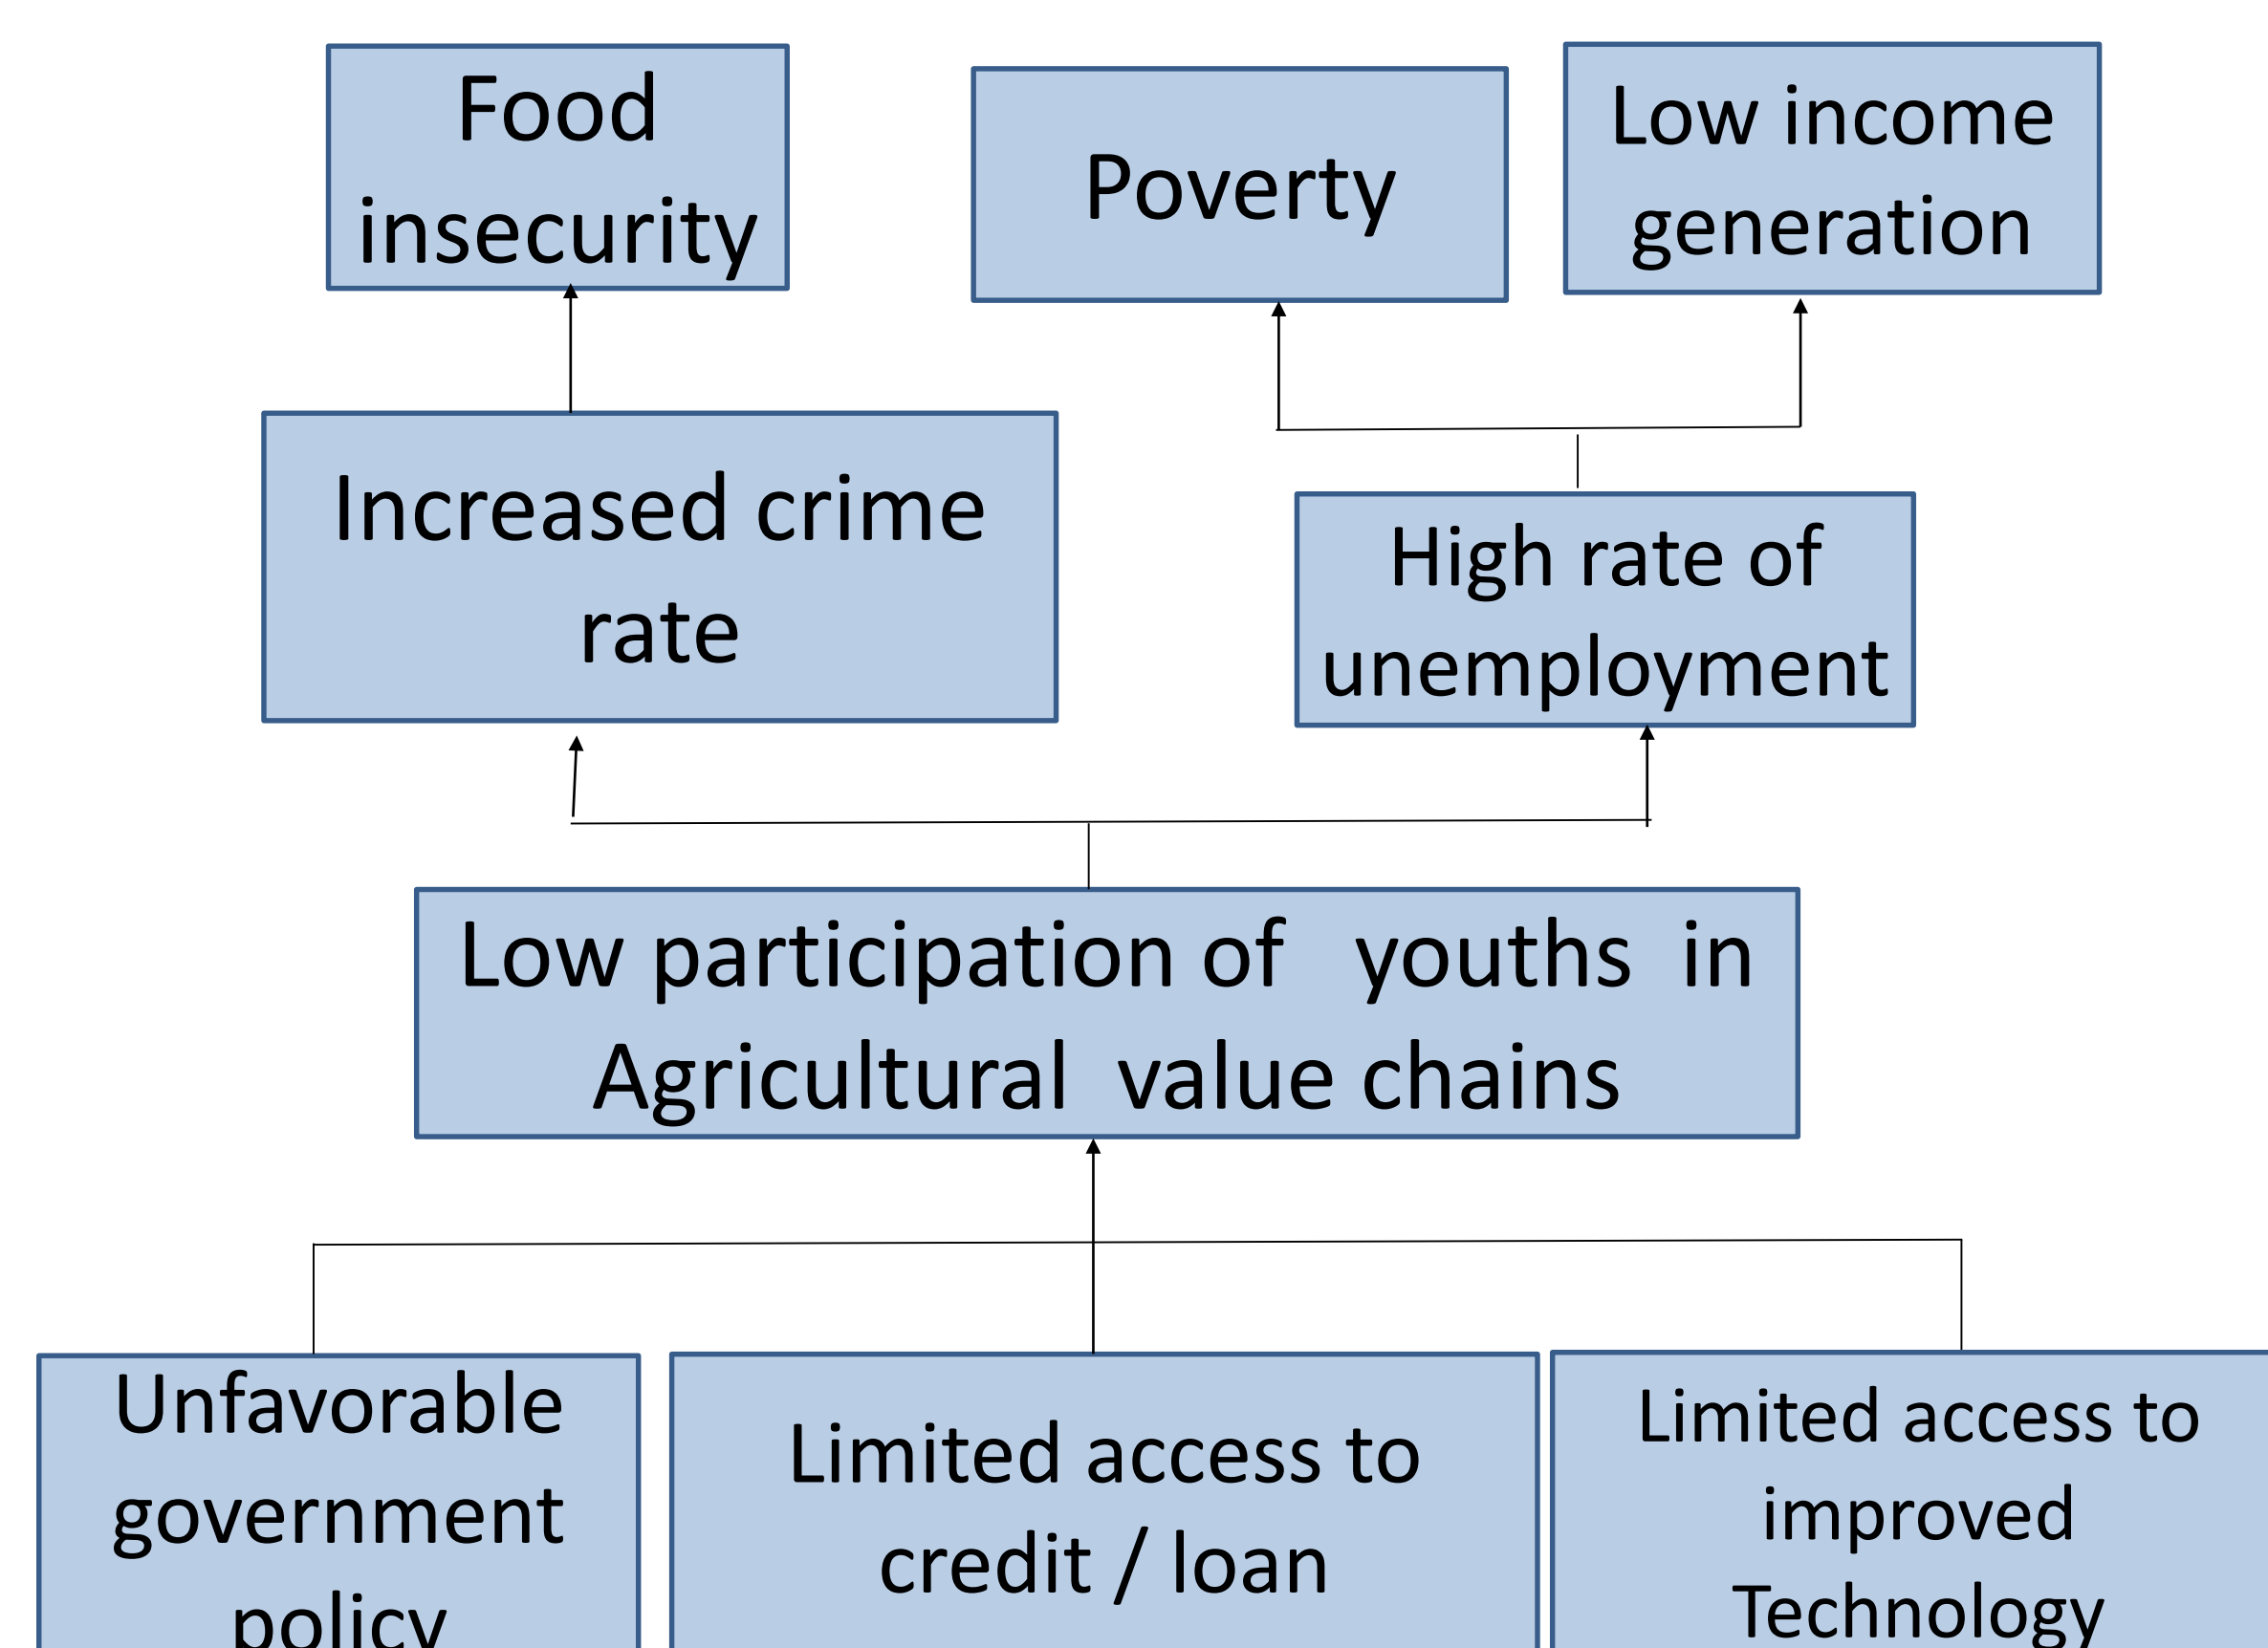 Food
insecurity
Poverty
Low income
generation
Increased crime
rate
High rate of
unemployment
Low participation of youths in
Agricultural value chains
Unfavorable
government
policy
Limited access to
credit / loan
Limited access to
improved
Technology